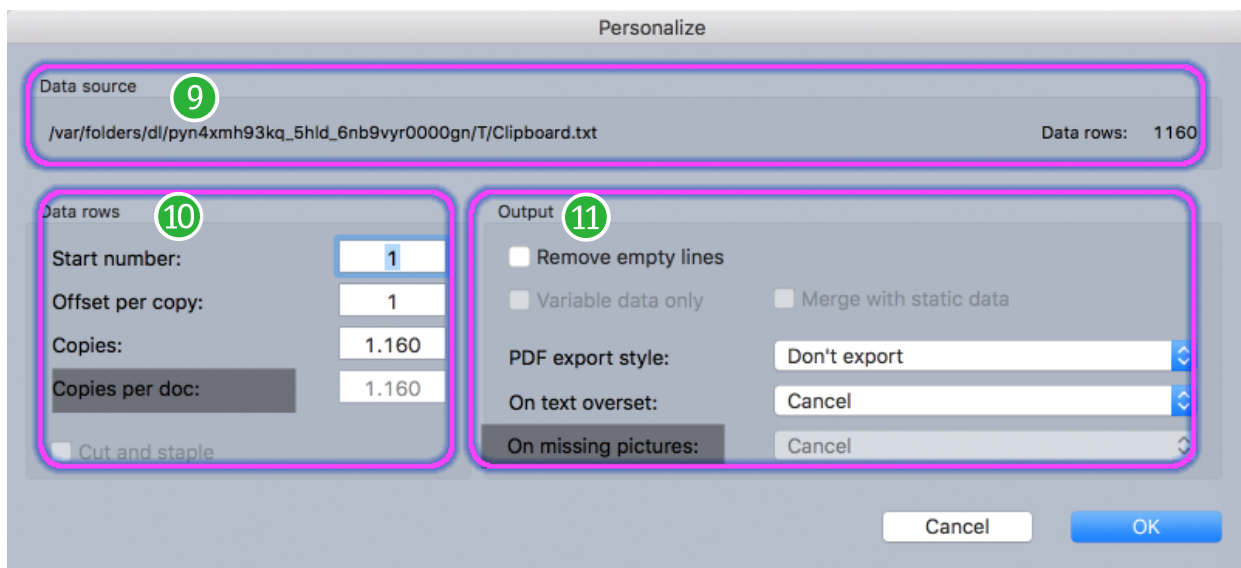 Personalize
Data source 9
/var/folders/dl/pyn4xmh93kq_5hld_6nb9vyr0000gn/T/Clipboard.txt Data rows: 1160
Data rows 10
Start number: 1
Offset per copy: 1
Copies: 1.160
Copies per doc: 1.160
Cut and staple
Output 11
Remove empty lines
Variable data only Merge with static data
PDF export style: Don't export
On text overset: Cancel
On missing pictures: Cancel
Cancel OK